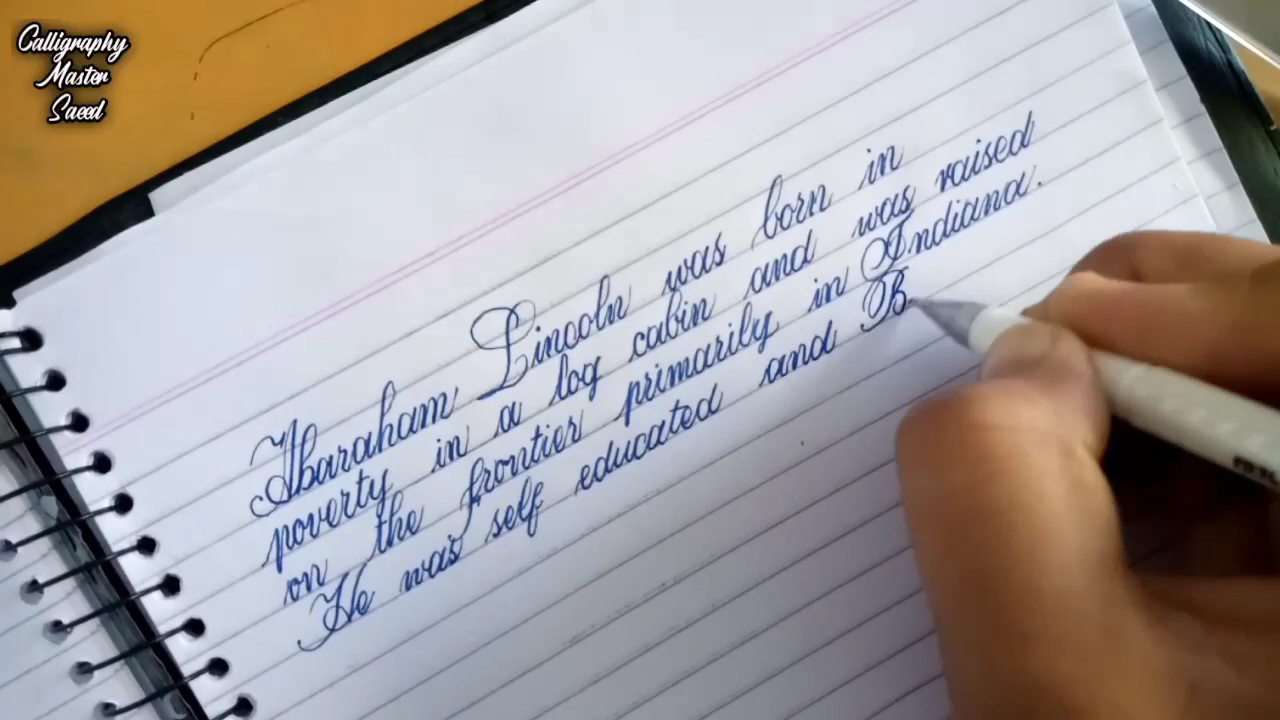 Calligraphy
Master
Saeed
Abaraham Lincoln was born in
poverty in a log cabin and was raised
on the frontier primarily in Indiana.
He was self educated and B